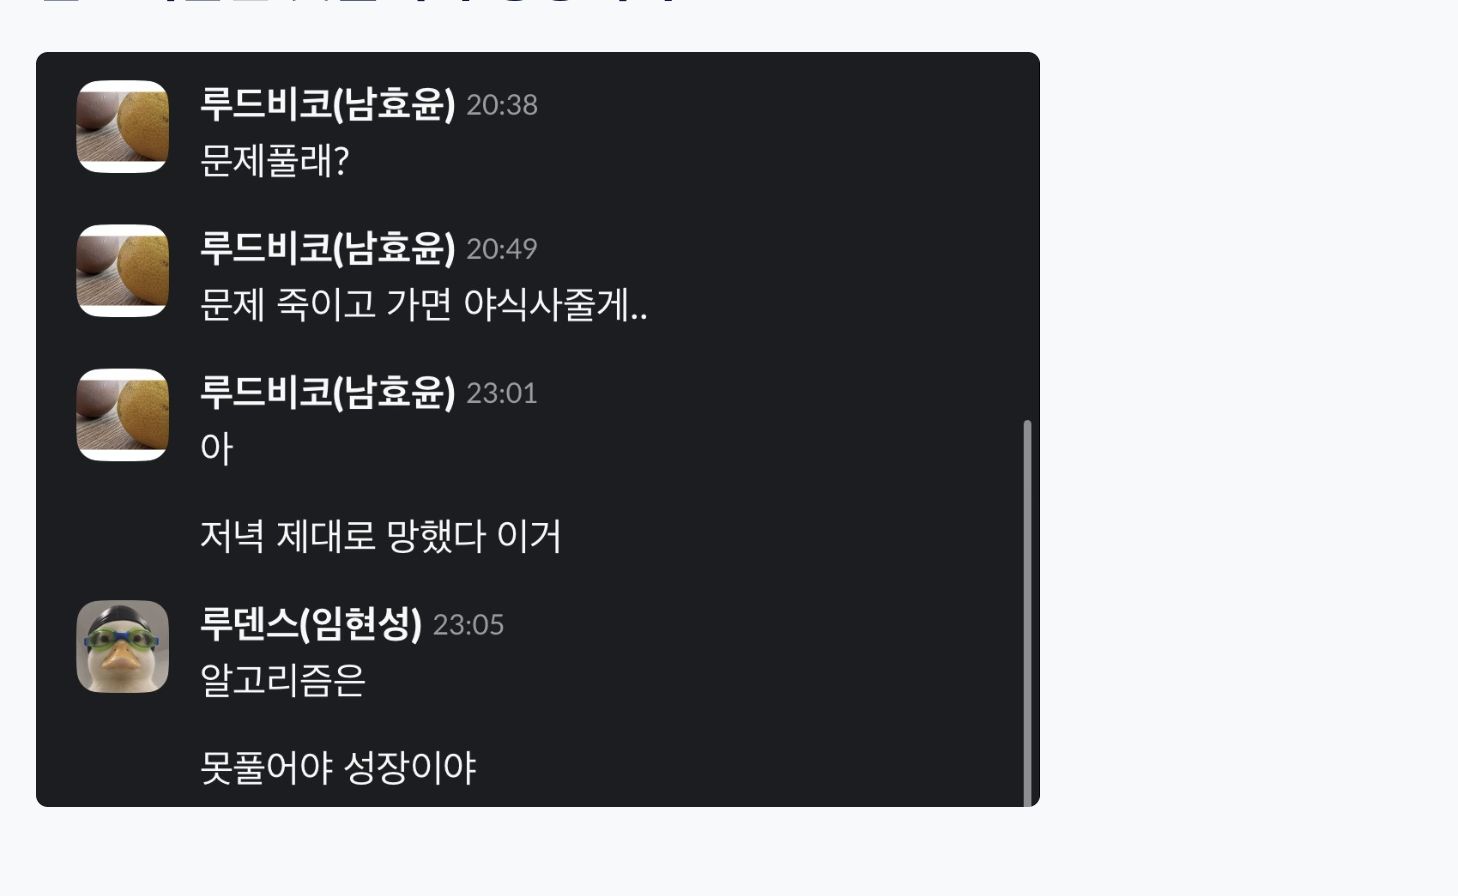 루드비코(남효윤) 20:38
문제풀래?
루드비코(남효윤) 20:49
문제 죽이고 가면 야식사줄게..
루드비코(남효윤) 23:01
아
저녁 제대로 망했다 이거
루덴스(임현성) 23:05
알고리즘은
못풀어야 성장이야